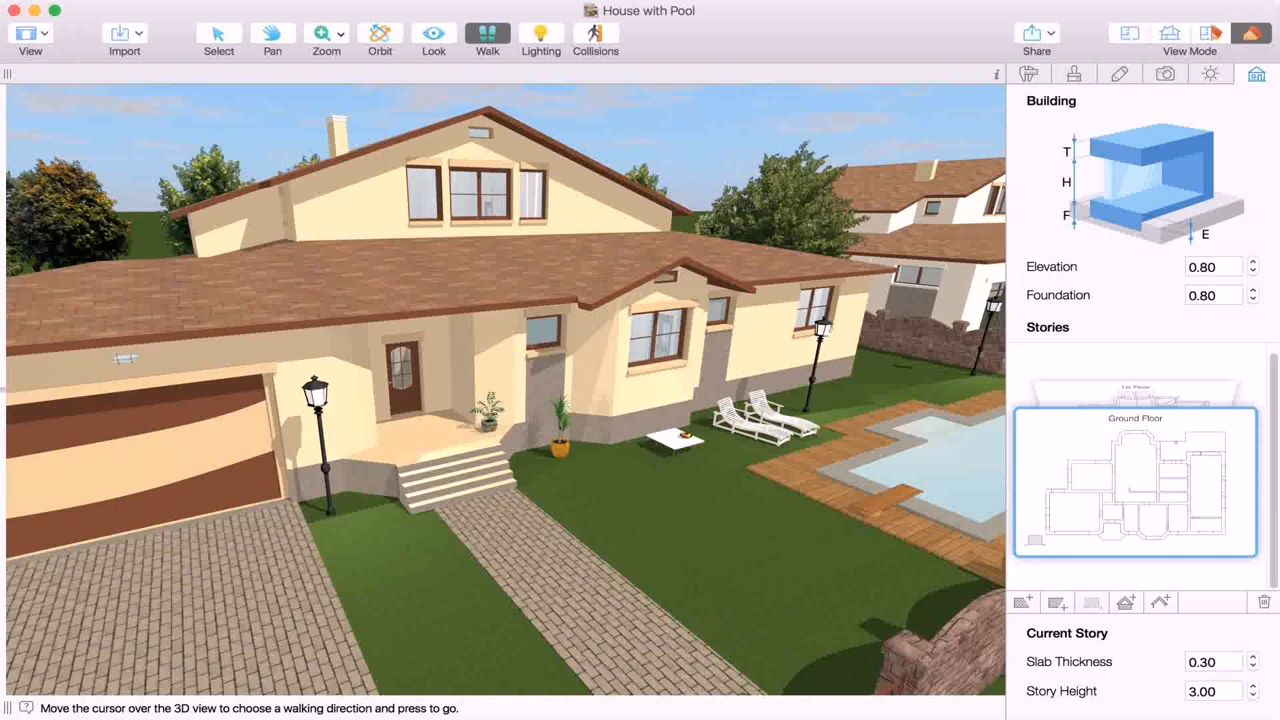 House with Pool
View
Import
Select
Pan
Zoom
Orbit
Look
Walk
Lighting
Collisions
Share
View Mode
i
Building
T
H
F
E
Elevation
0.80
Foundation
0.80
Stories
1st Floor
Ground Floor
Current Story
Slab Thickness
0.30
Story Height
3.00
? Move the cursor over the 3D view to choose a walking direction and press to go.